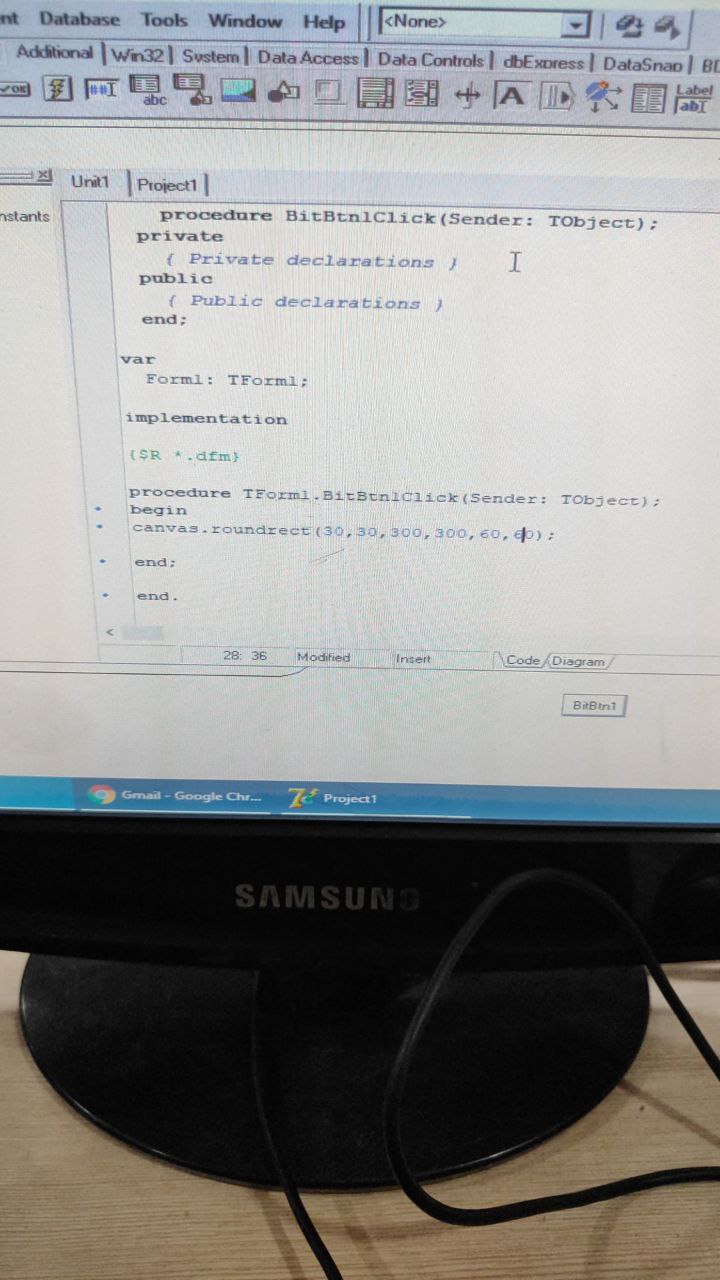 Database Tools Window Help <None>
Additional Win32 System Data Access Data Controls dbExpress DataSnap
OK ##I abc A Label abI
Unit1 Project1
procedure BitBtn1Click(Sender: TObject);
private
{ Private declarations }
public
{ Public declarations }
end;
var
Form1: TForm1;
implementation
{$R *.dfm}
procedure TForm1.BitBtn1Click(Sender: TObject);
begin
canvas.roundrect(30,30,300,300,60,60);
end;
end.
28: 36 Modified Insert Code Diagram
BitBtn1
Gmail - Google Chr... Project1
SAMSUNG